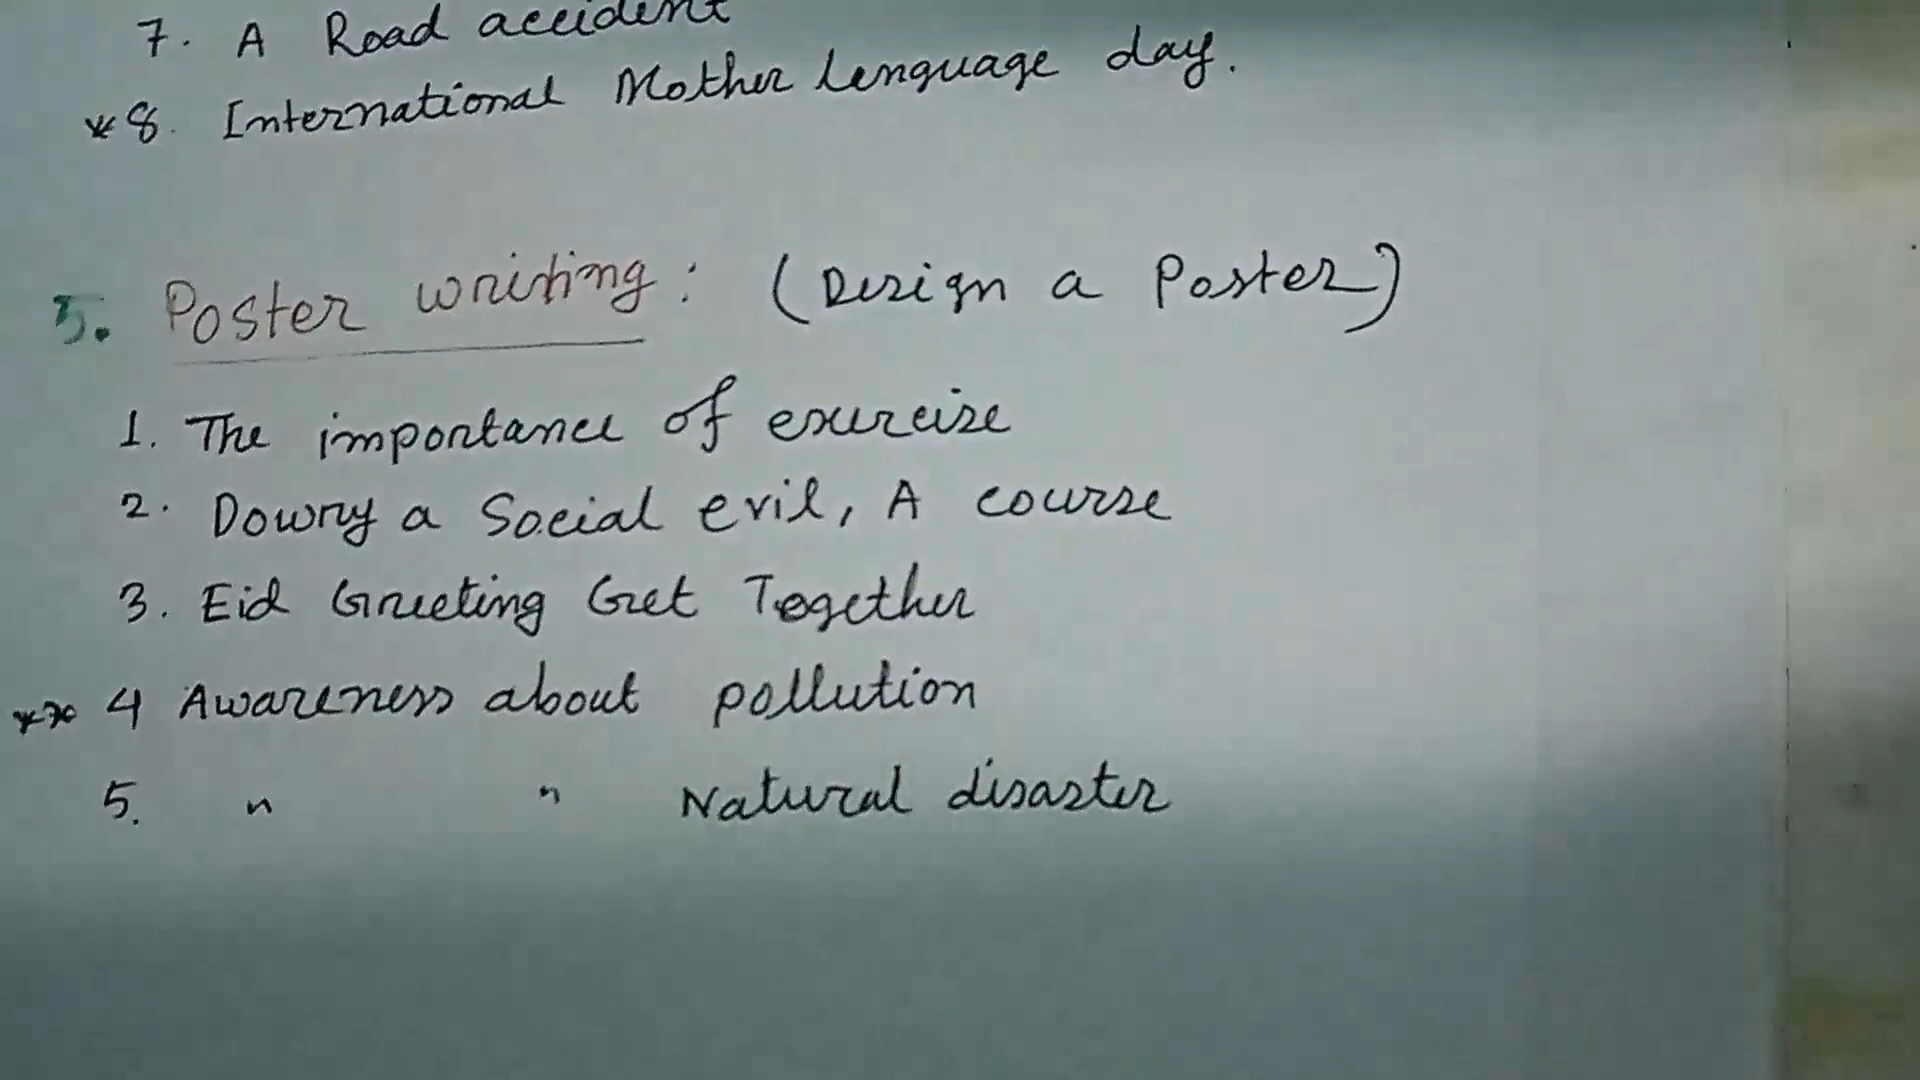 7. A Road accident
*8. International Mother lenguage day.
5. Poster writing: (Design a Poster)
1. The importance of exercise
2. Dowry a Social evil, A course
3. Eid Greeting Get Together
** 4 Awareness about pollution
5. " " Natural disaster